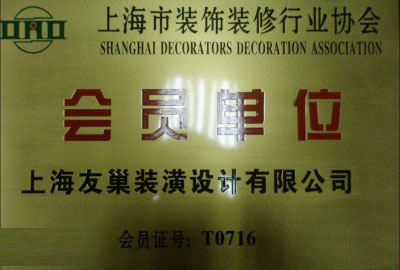 上海市装饰装修行业协会
SHANGHAI DECORATORS DECORATION ASSOCIATION
会员单位
上海友巢装潢设计有限公司
会员证号：T0716